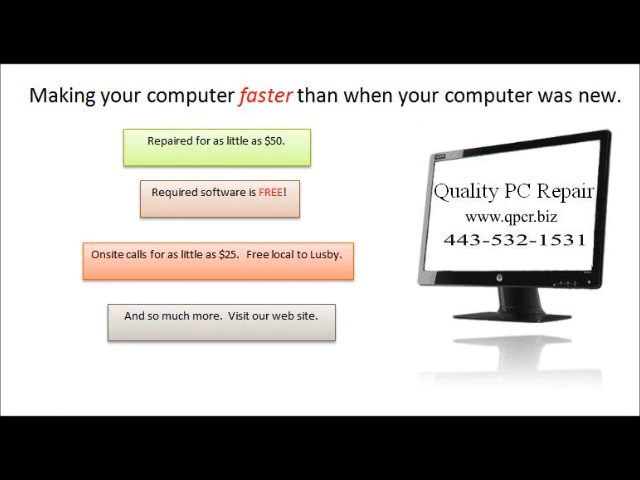 Making your computer faster than when your computer was new.
Repaired for as little as $50.
Required software is FREE!
Onsite calls for as little as $25.  Free local to Lusby.
And so much more.  Visit our web site.
Quality PC Repair
www.qpcr.biz
443-532-1531